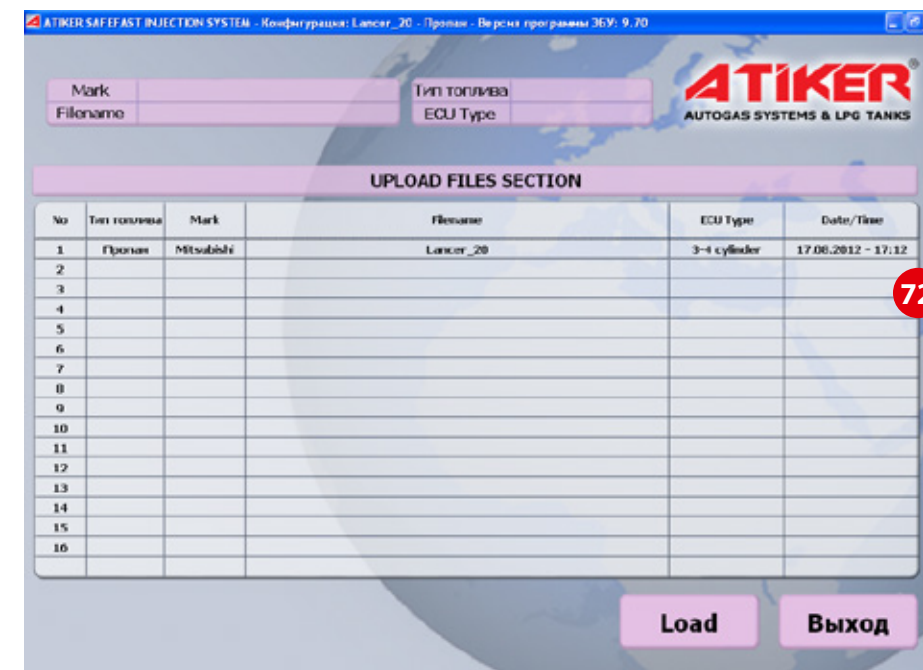 ATIKER SAFEFAST INJECTION SYSTEM - Конфигурация: Lancer_20 - Пропан - Версия программы ЭБУ: 9.70
Mark Тип топлива
Filename ECU Type
ATİKER®
AUTOGAS SYSTEMS & LPG TANKS
UPLOAD FILES SECTION
No Тип топлива Mark Filename ECU Type Date/Time
1 Пропан Mitsubishi Lancer_20 3-4 cylinder 17.08.2012 - 17:12
2
3
72
4
5
6
7
8
9
10
11
12
13
14
15
16
Load Выход